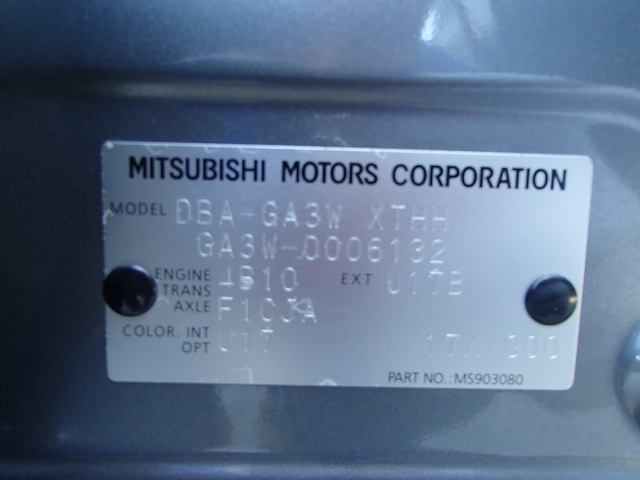 MITSUBISHI MOTORS CORPORATION
MODEL DBA-GA3W XTHH
GA3W-0006132
ENGINE 4B10 EXT U17B
TRANS
AXLE F1CJA
COLOR. INT U17
OPT 17A 000
PART NO.: MS903080